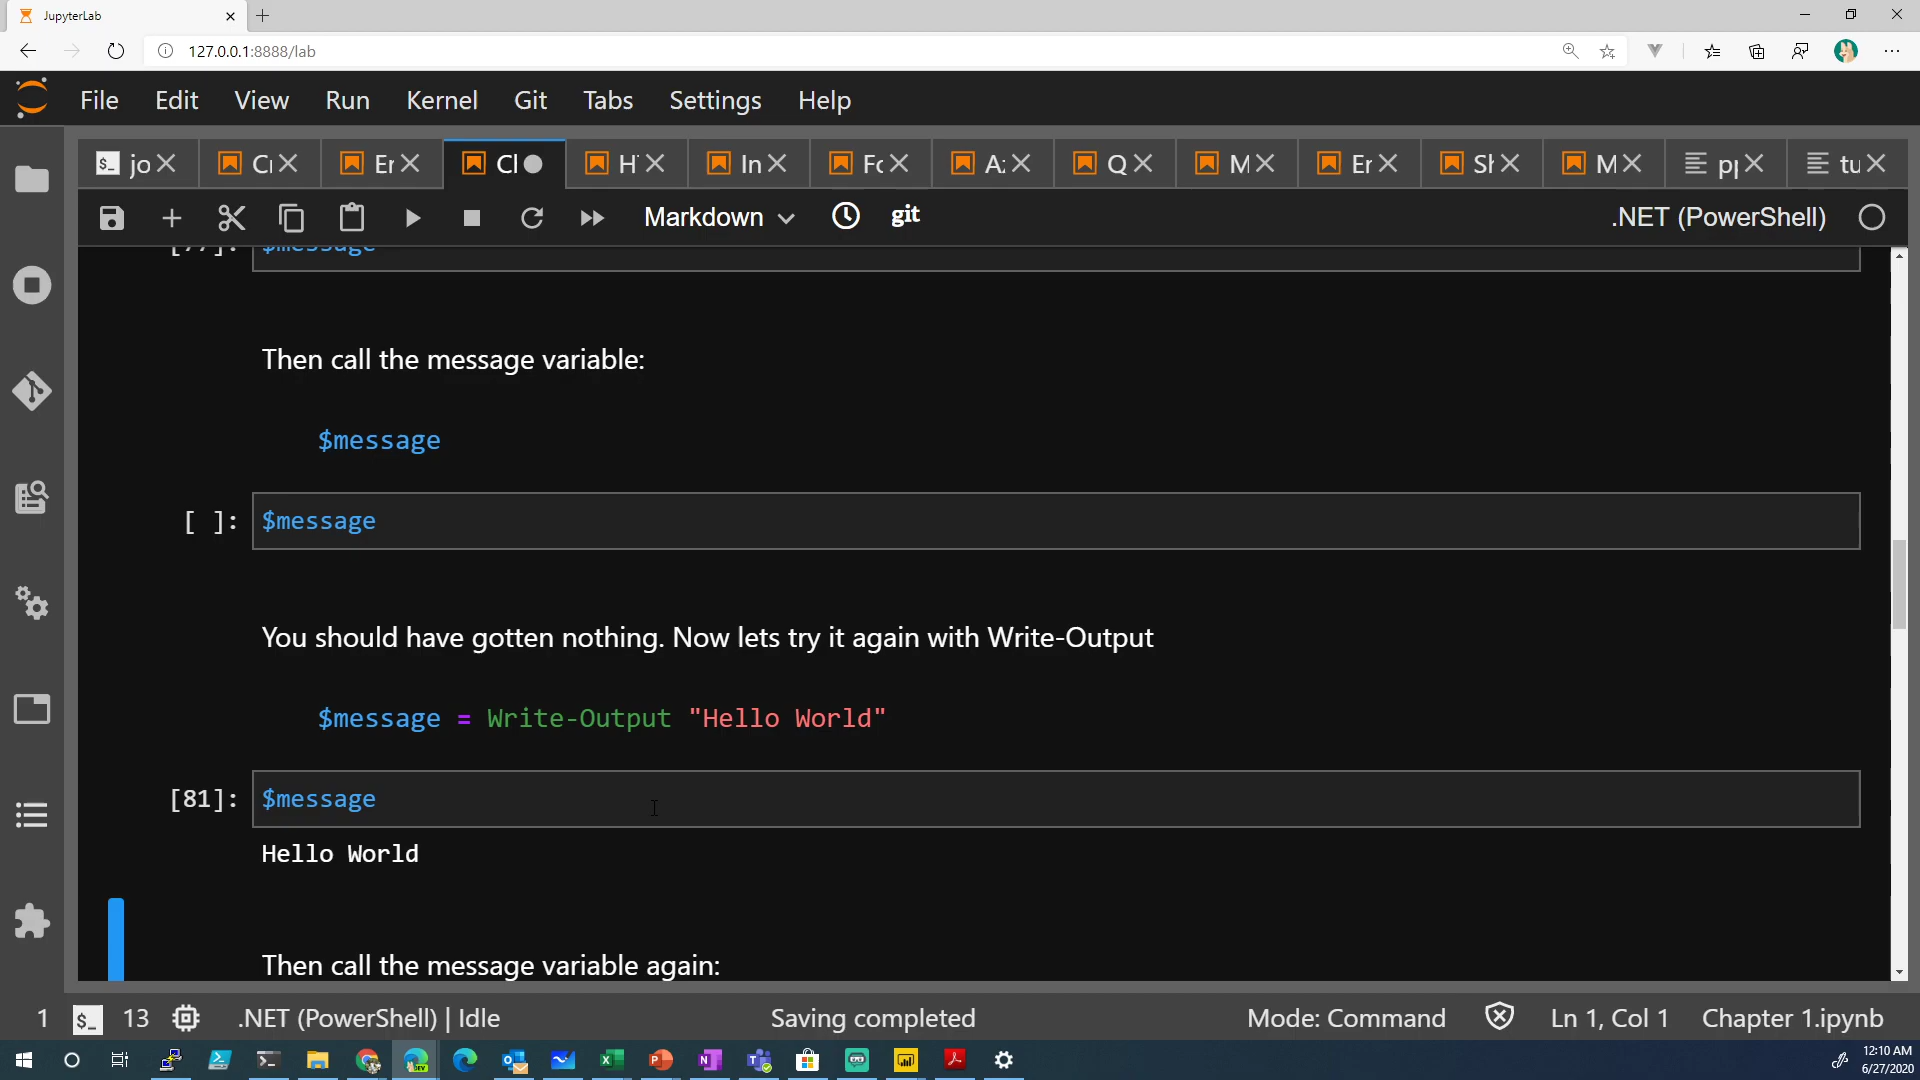 JupyterLab
127.0.0.1:8888/lab
File Edit View Run Kernel Git Tabs Settings Help
jo Er Cl In Q M M
Markdown git .NET (PowerShell)
Then call the message variable:
$message
[ ]: $message
You should have gotten nothing. Now lets try it again with Write-Output
$message = Write-Output "Hello World"
[81]: $message
Hello World
Then call the message variable again:
1 $_ 13 .NET (PowerShell) | Idle Saving completed Mode: Command Ln 1, Col 1 Chapter 1.ipynb
12:10 AM
6/27/2020